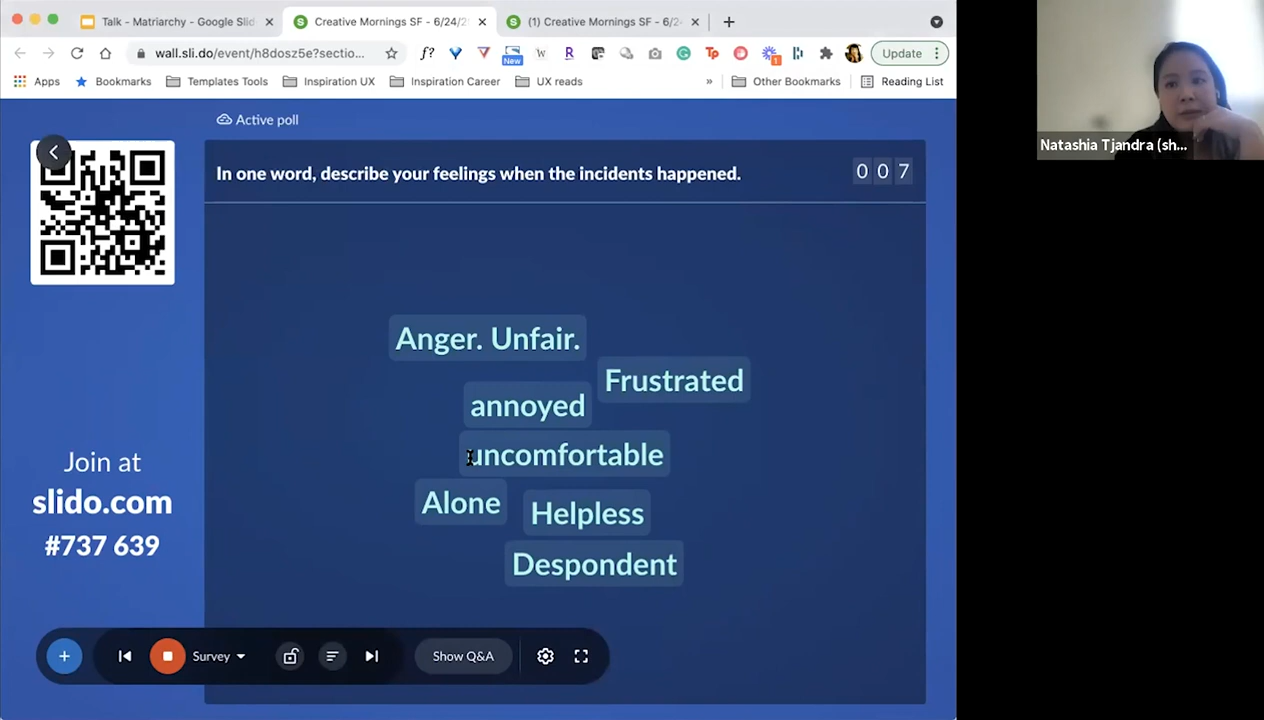 Talk - Matriarchy - Google Slid
Creative Mornings SF - 6/24/2
(1) Creative Mornings SF - 6/2
wall.sli.do/event/h8dosz5e?sectio...
f?
New
W
R
Tp
1
Update
Apps
Bookmarks
Templates Tools
Inspiration UX
Inspiration Career
UX reads
»
Other Bookmarks
Reading List
Natashia Tjandra (sh...
Active poll
In one word, describe your feelings when the incidents happened.
007
Anger. Unfair.
Frustrated
annoyed
uncomfortable
Alone
Helpless
Despondent
Join at
slido.com
#737 639
Survey
Show Q&A